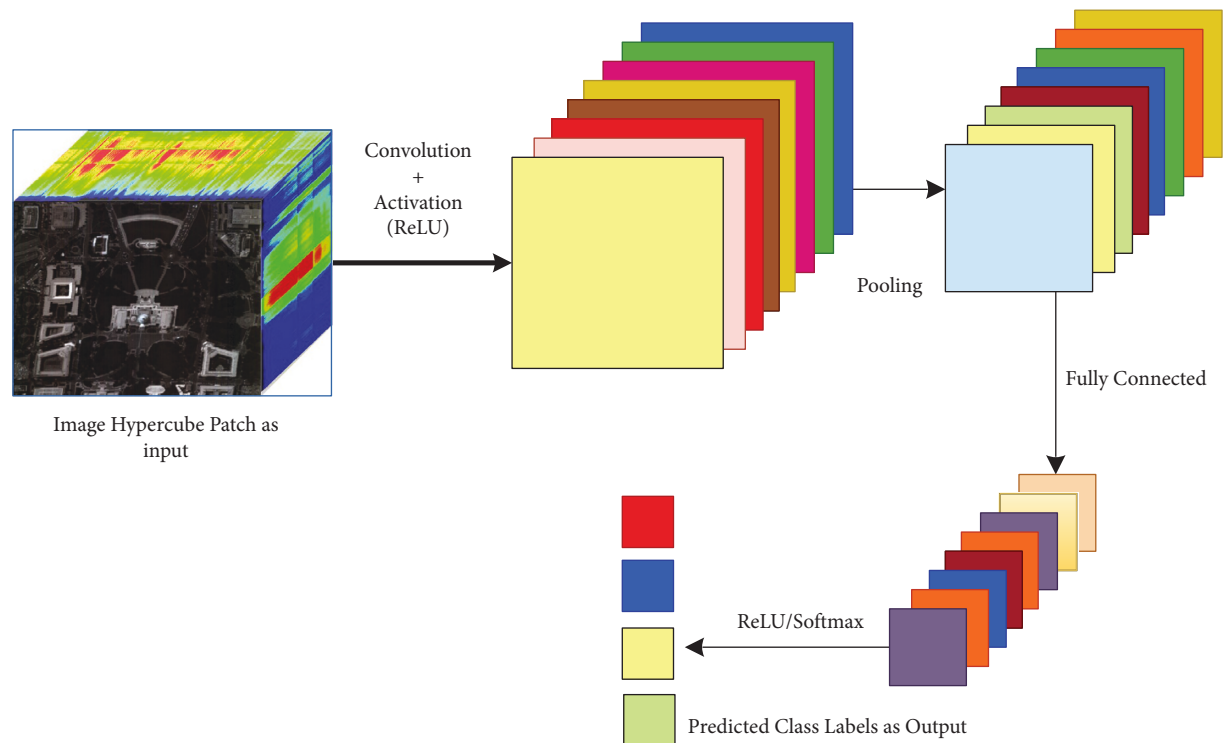 Convolution
+
Activation
(ReLU)
Image Hypercube Patch as
input
Pooling
Fully Connected
ReLU/Softmax
Predicted Class Labels as Output